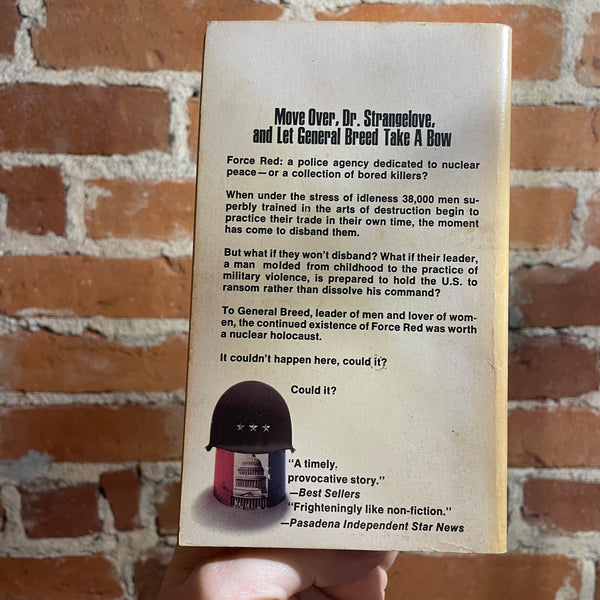 Move Over, Dr. Strangelove,
and Let General Breed Take A Bow
Force Red: a police agency dedicated to nuclear
peace—or a collection of bored killers?
When under the stress of idleness 38,000 men su-
perbly trained in the arts of destruction begin to
practice their trade in their own time, the moment
has come to disband them.
But what if they won't disband? What if their leader,
a man molded from childhood to the practice of
military violence, is prepared to hold the U.S. to
ransom rather than dissolve his command?
To General Breed, leader of men and lover of wom-
en, the continued existence of Force Red was worth
a nuclear holocaust.
It couldn't happen here, could it?
Could it?
"A timely,
provocative story."
—Best Sellers
"Frighteningly like non-fiction."
—Pasadena Independent Star News